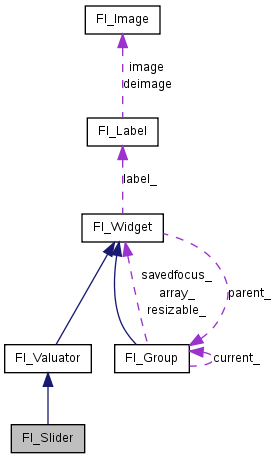 Fl_Image
image
deimage
Fl_Label
label_
Fl_Widget
savedfocus_
array_
resizable_
parent_
Fl_Valuator
Fl_Group
current_
Fl_Slider